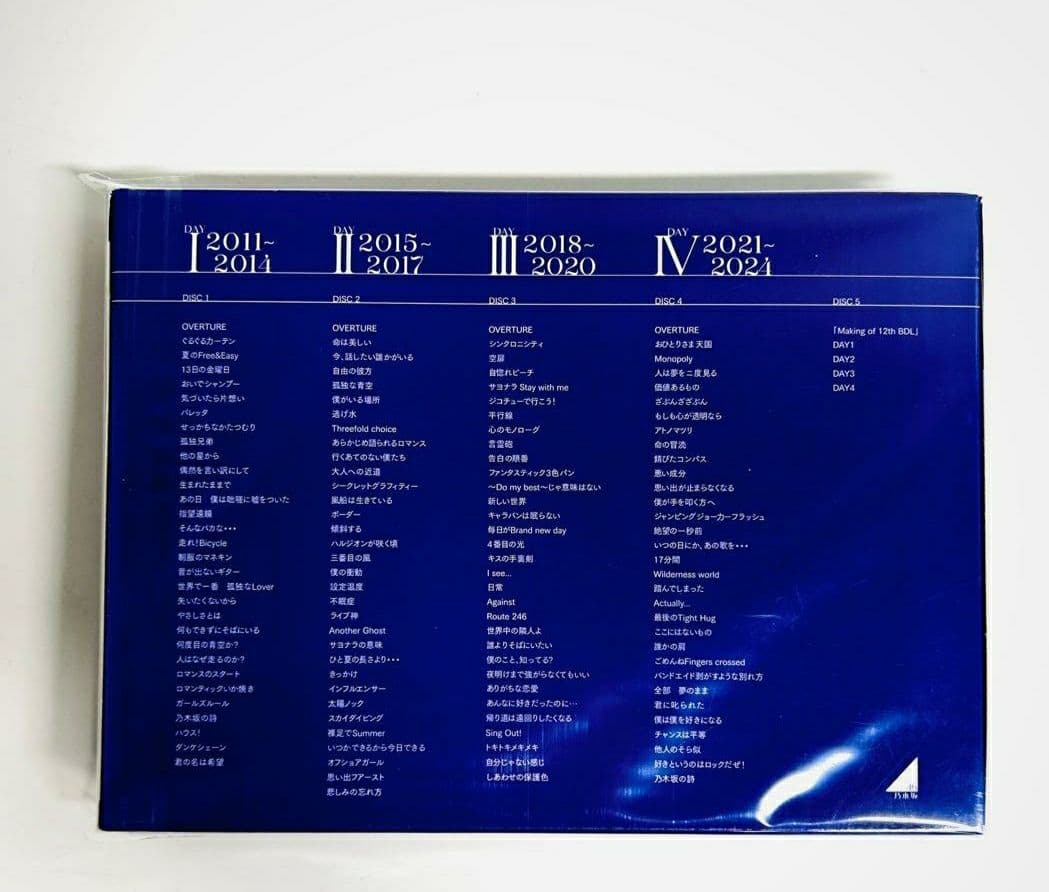 DAY
I 2011~
2014
DISC 1
OVERTURE
ぐるぐるカーテン
夏のFree&Easy
13日の金曜日
おいでシャンプー
気づいたら片想い
バレッタ
せっかちなかたつむり
孤独兄弟
他の星から
偶然を言い訳にして
生まれたままで
あの日 僕は咄嗟に嘘をついた
指望遠鏡
そんなバカな・・・
走れ!Bicycle
制服のマネキン
音が出ないギター
世界で一番 孤独なLover
失いたくないから
やさしさとは
何もできずにそばにいる
何度目の青空か?
人はなぜ走るのか?
ロマンスのスタート
ロマンティックいか焼き
ガールズルール
乃木坂の詩
ハウス!
ダンケシェーン
君の名は希望
DAY
II 2015~
2017
DISC 2
OVERTURE
命は美しい
今、話したい誰かがいる
自由の彼方
孤独な青空
僕がいる場所
逃げ水
Threefold choice
あらかじめ語られるロマンス
行くあてのない僕たち
大人への近道
シークレットグラフィティー
風船は生きている
ボーダー
傾斜する
ハルジオンが咲く頃
三番目の風
僕の衝動
設定温度
不眠症
ライブ神
Another Ghost
サヨナラの意味
ひと夏の長さより・・・
きっかけ
インフルエンサー
太陽ノック
スカイダイビング
裸足でSummer
いつかできるから今日できる
オフショアガール
思い出ファースト
悲しみの忘れ方
DAY
III 2018~
2020
DISC 3
OVERTURE
シンクロニシティ
空扉
自惚れビーチ
サヨナラ Stay with me
ジコチューで行こう!
平行線
心のモノローグ
言霊砲
告白の順番
ファンタスティック3色パン
～Do my best～じゃ意味はない
新しい世界
キャラバンは眠らない
毎日がBrand new day
4番目の光
キスの手裏剣
I see...
日常
Against
Route 246
世界中の隣人よ
誰よりそばにいたい
僕のこと、知ってる?
夜明けまで強がらなくてもいい
ありがちな恋愛
あんなに好きだったのに…
帰り道は遠回りしたくなる
Sing Out!
トキトキメキメキ
自分じゃない感じ
しあわせの保護色
DAY
IV 2021~
2024
DISC 4
OVERTURE
おひとりさま天国
Monopoly
人は夢を二度見る
価値あるもの
ざぶんざざぶん
もしも心が透明なら
アトノマツリ
命の冒涜
錆びたコンパス
悪い成分
思い出が止まらなくなる
僕が手を叩く方へ
ジャンピングジョーカーフラッシュ
絶望の一秒前
いつの日にか、あの歌を・・・
17分間
Wilderness world
踏んでしまった
Actually...
最後のTight Hug
ここにはないもの
誰かの肩
ごめんねFingers crossed
バンドエイド剥がすような別れ方
全部 夢のまま
君に叱られた
僕は僕を好きになる
チャンスは平等
他人のそら似
好きというのはロックだぜ!
乃木坂の詩
DISC 5
「Making of 12th BDL」
DAY1
DAY2
DAY3
DAY4
46
乃木坂